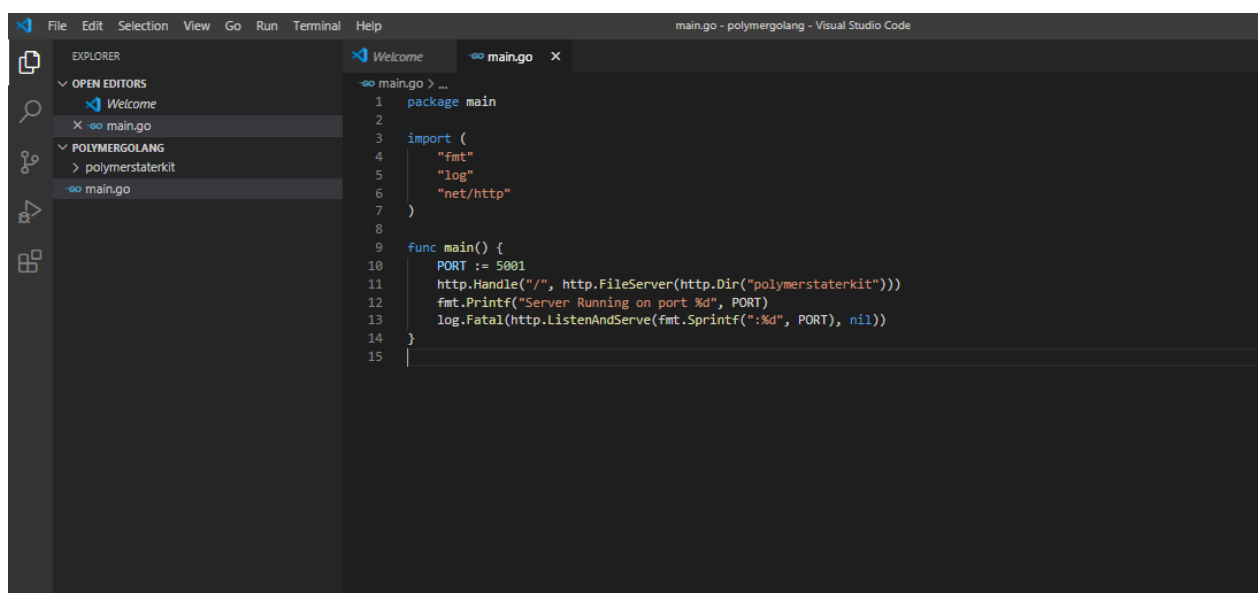 File Edit Selection View Go Run Terminal Help main.go - polymergolang - Visual Studio Code
EXPLORER
OPEN EDITORS
Welcome
main.go
POLYMERGOLANG
polymerstaterkit
main.go
Welcome main.go
main.go > ...
1 package main
2
3 import (
4 "fmt"
5 "log"
6 "net/http"
7 )
8
9 func main() {
10 PORT := 5001
11 http.Handle("/", http.FileServer(http.Dir("polymerstaterkit")))
12 fmt.Printf("Server Running on port %d", PORT)
13 log.Fatal(http.ListenAndServe(fmt.Sprintf(":%d", PORT), nil))
14 }
15